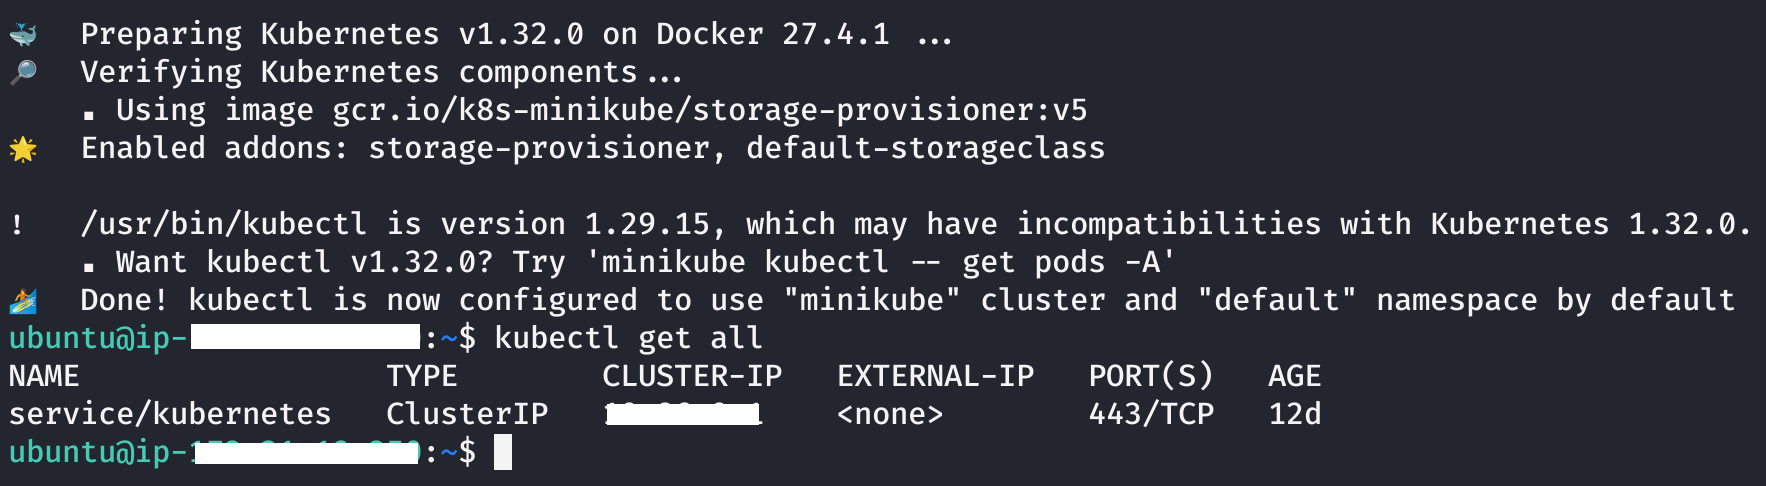 Preparing Kubernetes v1.32.0 on Docker 27.4.1 ...
Verifying Kubernetes components...
▪ Using image gcr.io/k8s-minikube/storage-provisioner:v5
Enabled addons: storage-provisioner, default-storageclass
! /usr/bin/kubectl is version 1.29.15, which may have incompatibilities with Kubernetes 1.32.0.
▪ Want kubectl v1.32.0? Try 'minikube kubectl -- get pods -A'
Done! kubectl is now configured to use "minikube" cluster and "default" namespace by default
ubuntu@ip- :~$ kubectl get all
NAME TYPE CLUSTER-IP EXTERNAL-IP PORT(S) AGE
service/kubernetes ClusterIP <none> 443/TCP 12d
ubuntu@ip- :~$